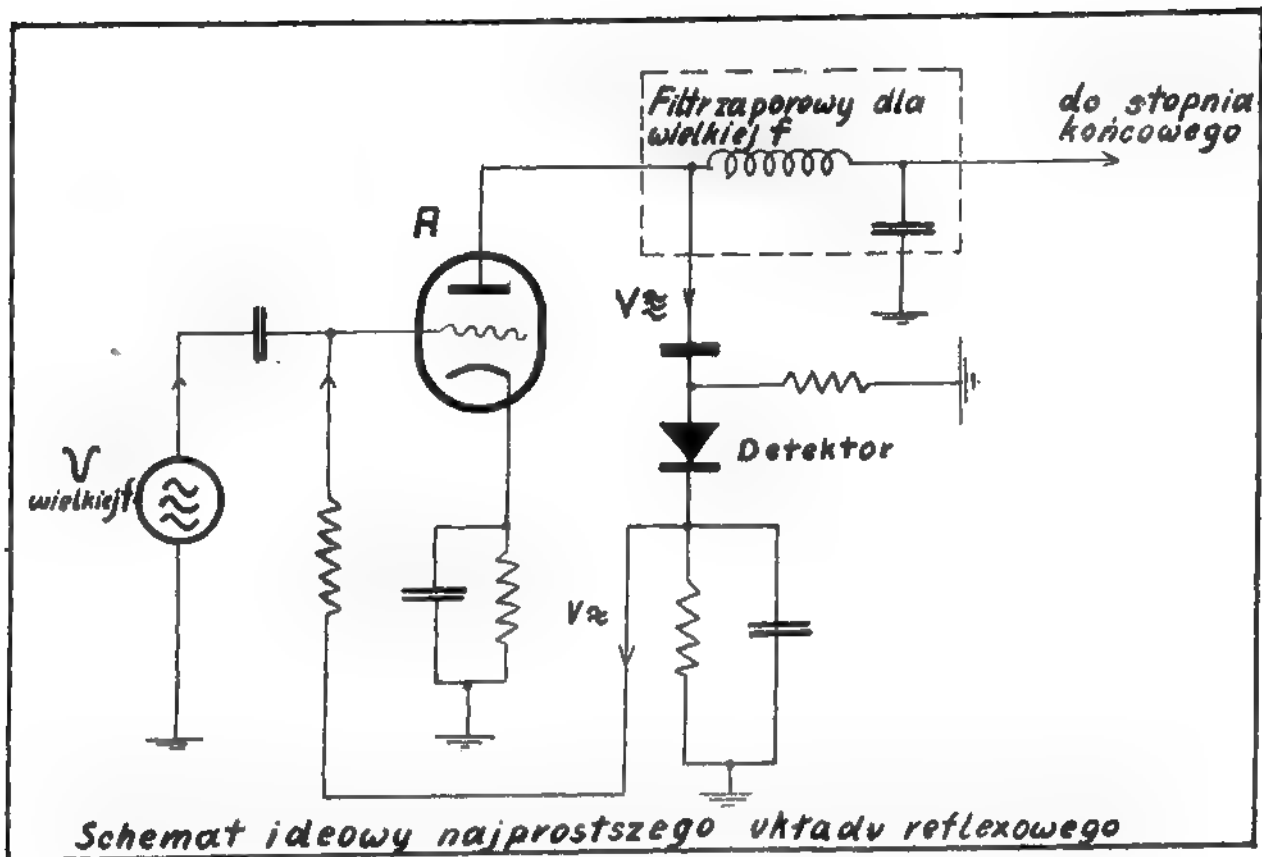 Filtr zaporowy dla
wielkiej f
do stopnia
końcowego
A
V≋
V
wielkiej f
Detektor
V≈
Schemat ideowy najprostszego układu reflexowego